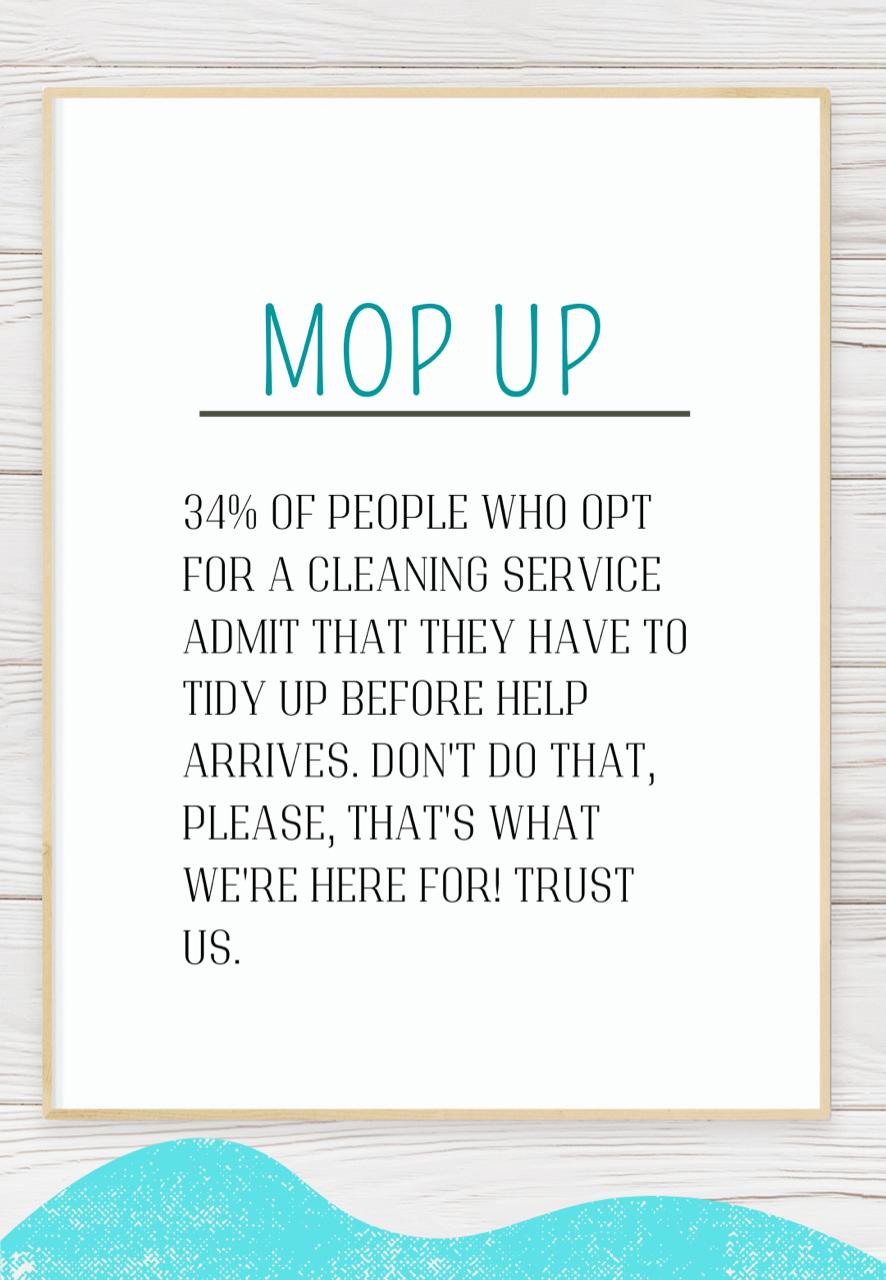 MOP UP
34% OF PEOPLE WHO OPT
FOR A CLEANING SERVICE
ADMIT THAT THEY HAVE TO
TIDY UP BEFORE HELP
ARRIVES. DON'T DO THAT,
PLEASE, THAT'S WHAT
WE'RE HERE FOR! TRUST
US.